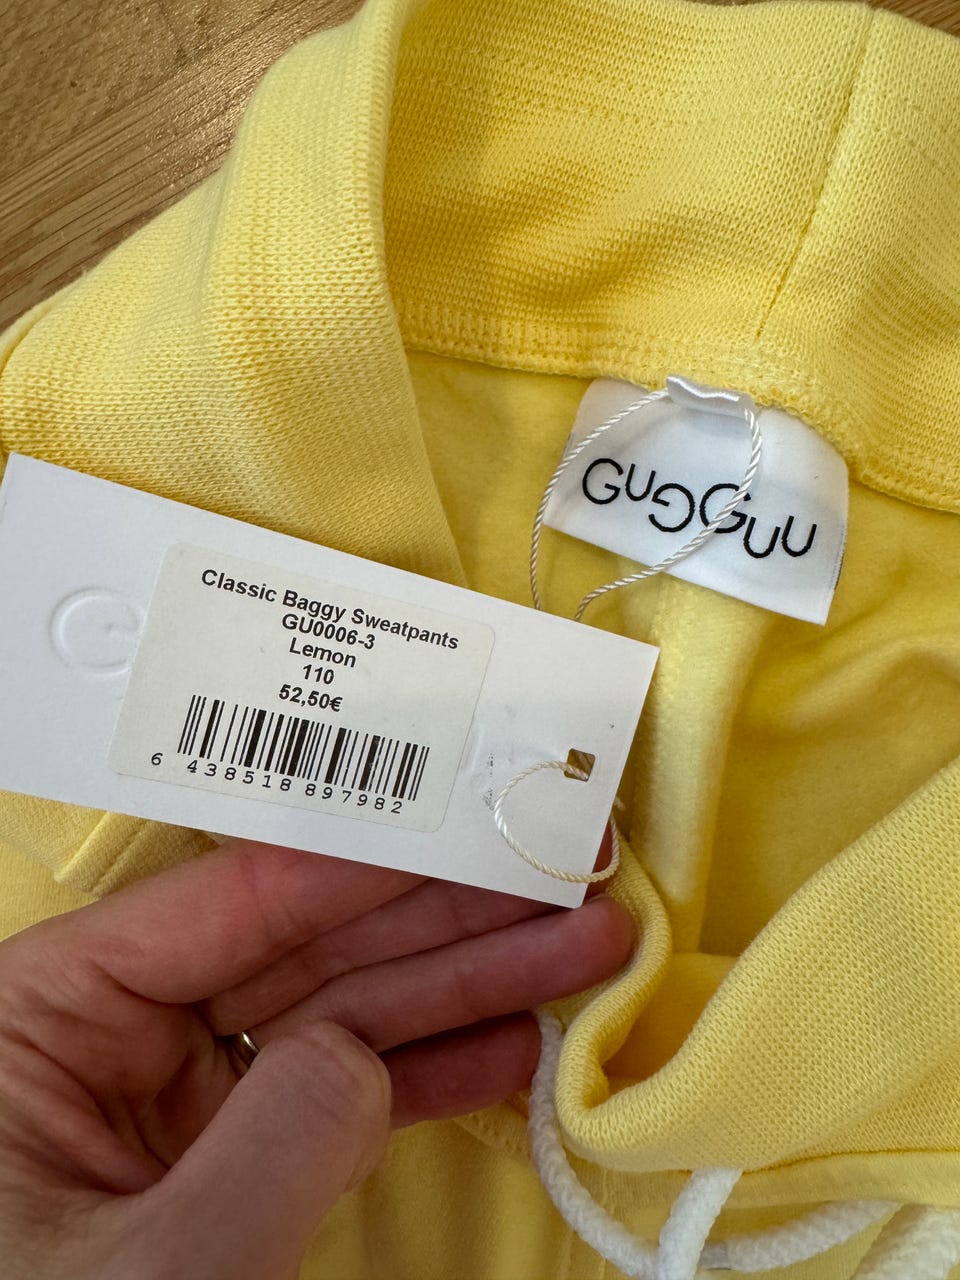 GUGGUU
Classic Baggy Sweatpants
GU0006-3
Lemon
110
52,50€
6 438518 897982